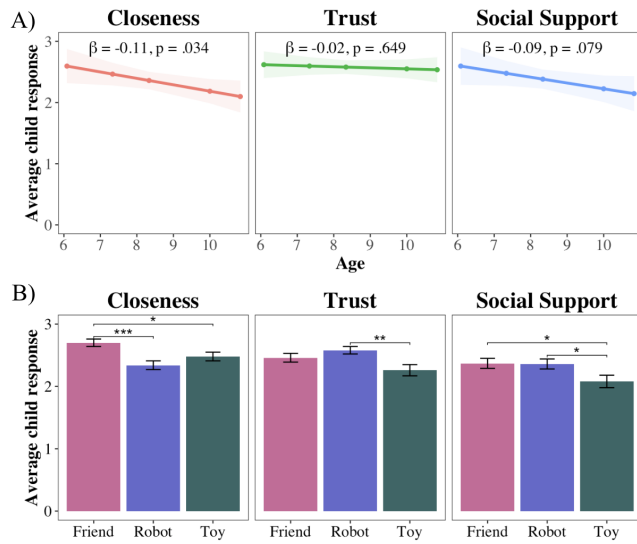 A)
Closeness Trust Social Support
Average child response
3
2
1
0
β = -0.11, p = .034
β = -0.02, p = .649
β = -0.09, p = .079
6 7 8 9 10
6 7 8 9 10
6 7 8 9 10
Age
B)
Closeness Trust Social Support
Average child response
3
2
1
0
*
***
**
*
*
Friend Robot Toy
Friend Robot Toy
Friend Robot Toy